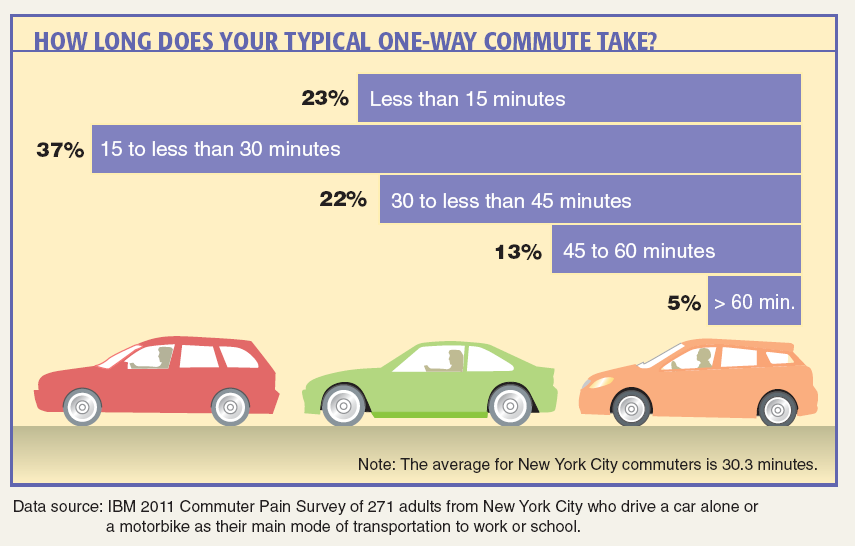 HOW LONG DOES YOUR TYPICAL ONE-WAY COMMUTE TAKE?
23% Less than 15 minutes
37% 15 to less than 30 minutes
22% 30 to less than 45 minutes
13% 45 to 60 minutes
5% > 60 min.
Note: The average for New York City commuters is 30.3 minutes.
Data source: IBM 2011 Commuter Pain Survey of 271 adults from New York City who drive a car alone or
a motorbike as their main mode of transportation to work or school.